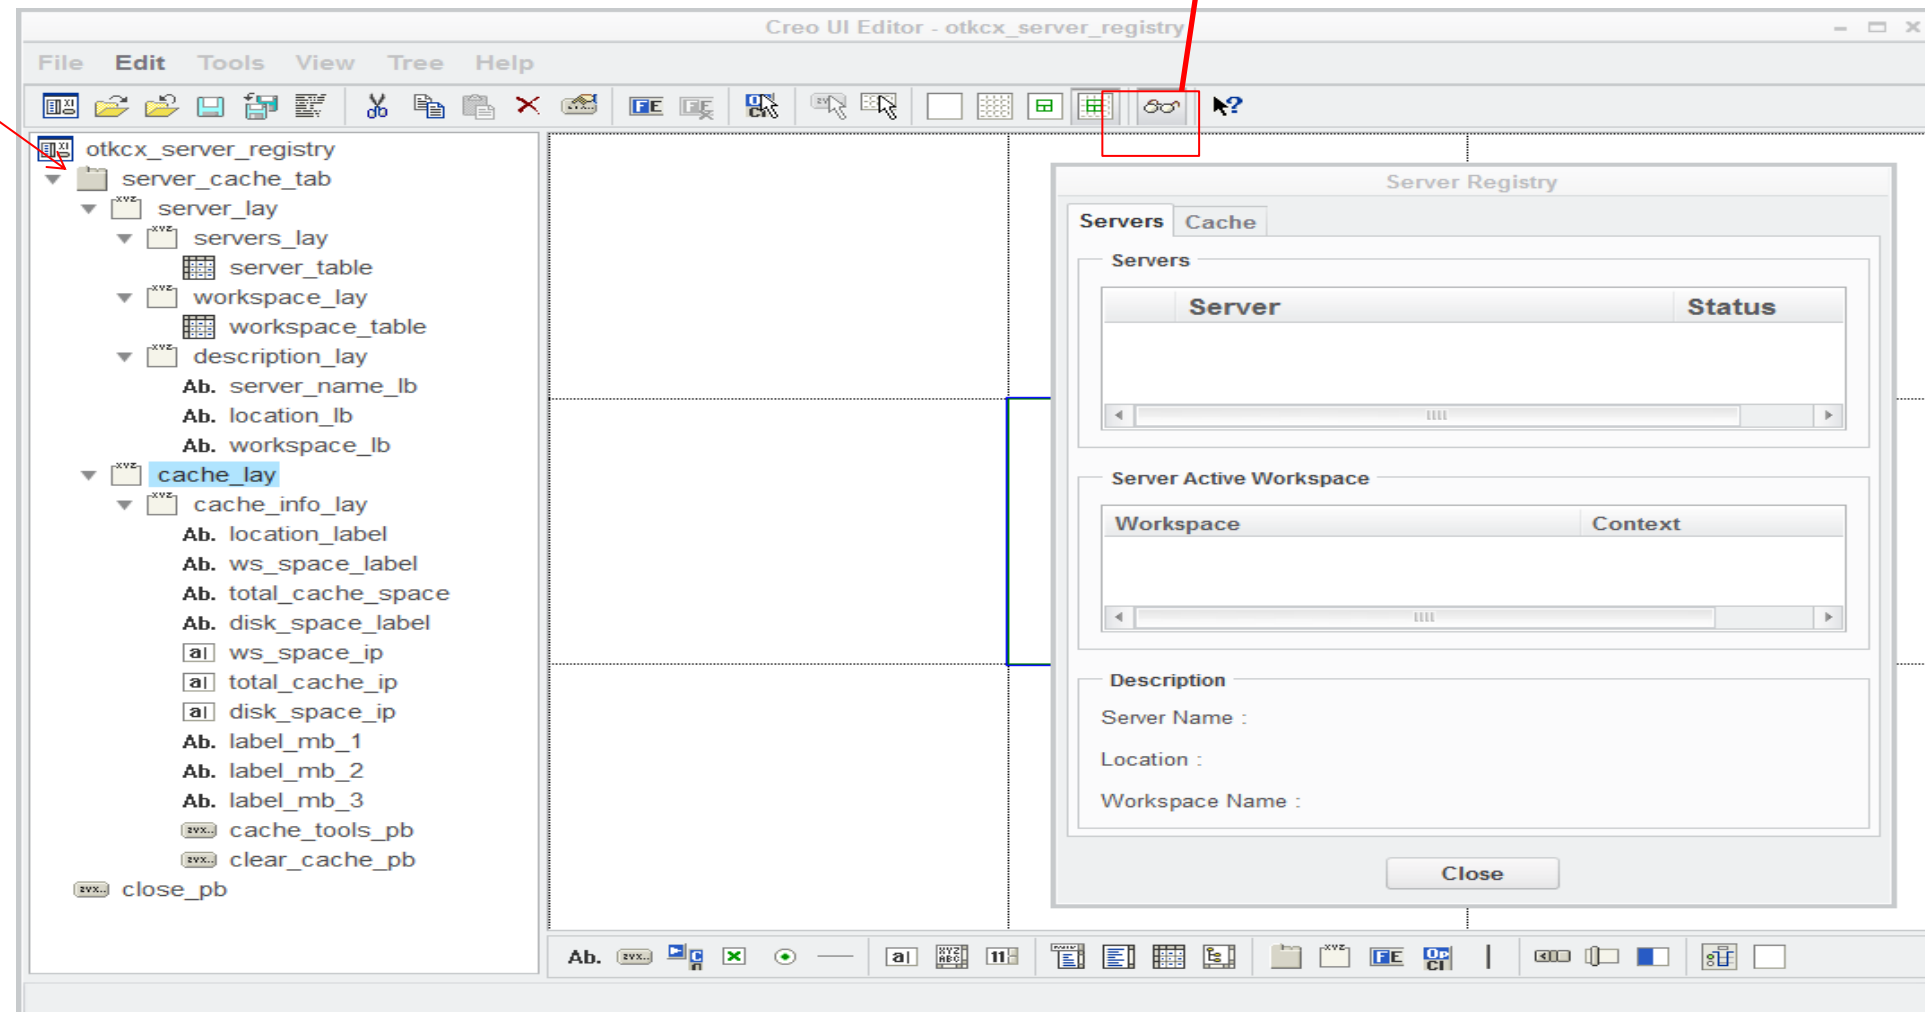 Creo UI Editor - otkcx_server_registry
File Edit Tools View Tree Help
otkcx_server_registry
server_cache_tab
server_lay
servers_lay
server_table
workspace_lay
workspace_table
description_lay
Ab. server_name_lb
Ab. location_lb
Ab. workspace_lb
cache_lay
cache_info_lay
Ab. location_label
Ab. ws_space_label
Ab. total_cache_space
Ab. disk_space_label
a| ws_space_ip
a| total_cache_ip
a| disk_space_ip
Ab. label_mb_1
Ab. label_mb_2
Ab. label_mb_3
cache_tools_pb
clear_cache_pb
close_pb
Server Registry
Servers Cache
Servers
Server Status
Server Active Workspace
Workspace Context
Description
Server Name :
Location :
Workspace Name :
Close
Ab.